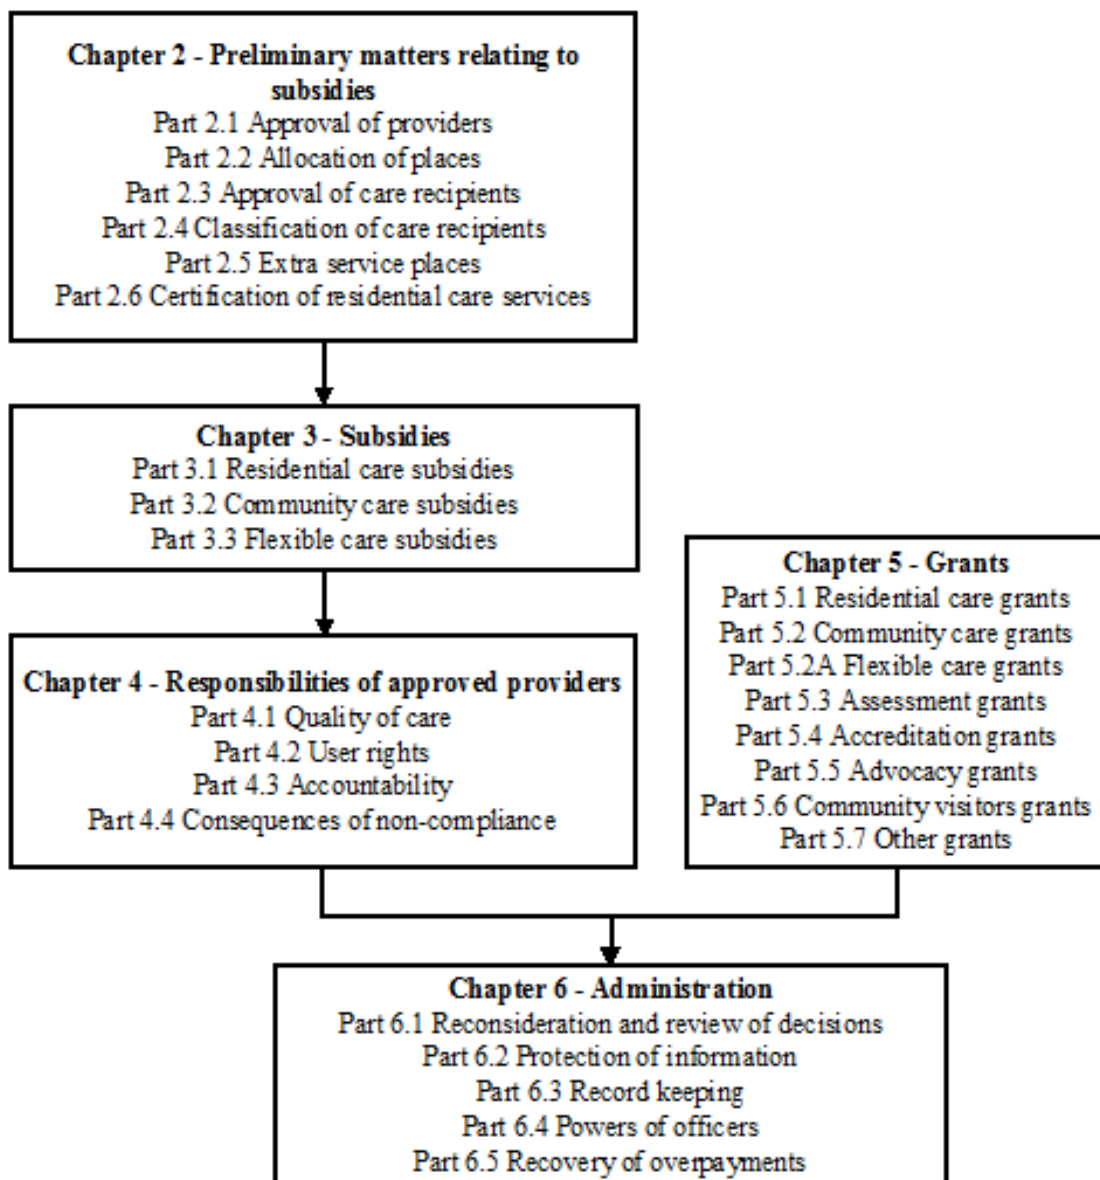 Chapter 2 - Preliminary matters relating to
subsidies
Part 2.1 Approval of providers
Part 2.2 Allocation of places
Part 2.3 Approval of care recipients
Part 2.4 Classification of care recipients
Part 2.5 Extra service places
Part 2.6 Certification of residential care services
Chapter 3 - Subsidies
Part 3.1 Residential care subsidies
Part 3.2 Community care subsidies
Part 3.3 Flexible care subsidies
Chapter 4 - Responsibilities of approved providers
Part 4.1 Quality of care
Part 4.2 User rights
Part 4.3 Accountability
Part 4.4 Consequences of non-compliance
Chapter 5 - Grants
Part 5.1 Residential care grants
Part 5.2 Community care grants
Part 5.2A Flexible care grants
Part 5.3 Assessment grants
Part 5.4 Accreditation grants
Part 5.5 Advocacy grants
Part 5.6 Community visitors grants
Part 5.7 Other grants
Chapter 6 - Administration
Part 6.1 Reconsideration and review of decisions
Part 6.2 Protection of information
Part 6.3 Record keeping
Part 6.4 Powers of officers
Part 6.5 Recovery of overpayments